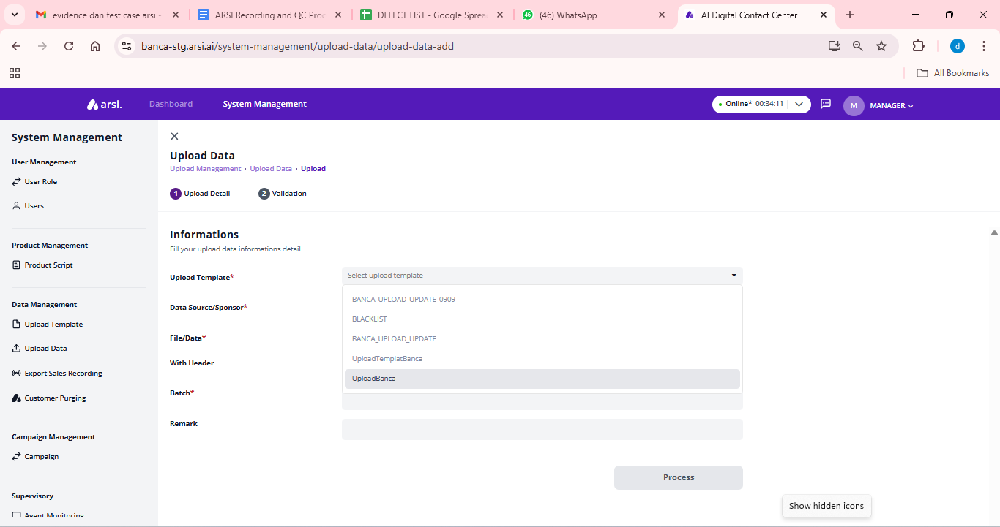 evidence dan test case arsi -
ARSI Recording and QC Proc
DEFECT LIST - Google Sprea
46
(46) WhatsApp
AI Digital Contact Center
banca-stg.arsi.ai/system-management/upload-data/upload-data-add
d
All Bookmarks
arsi.
Dashboard
System Management
Online* 00:34:11
M
MANAGER
System Management
User Management
User Role
Users
Product Management
Product Script
Data Management
Upload Template
Upload Data
Export Sales Recording
Customer Purging
Campaign Management
Campaign
Supervisory
Agent Monitoring
Upload Data
Upload Management • Upload Data • Upload
1 Upload Detail
2 Validation
Informations
Fill your upload data informations detail.
Upload Template*
Select upload template
BANCA_UPLOAD_UPDATE_0909
BLACKLIST
BANCA_UPLOAD_UPDATE
UploadTemplatBanca
UploadBanca
Data Source/Sponsor*
File/Data*
With Header
Batch*
Remark
Process
Show hidden icons